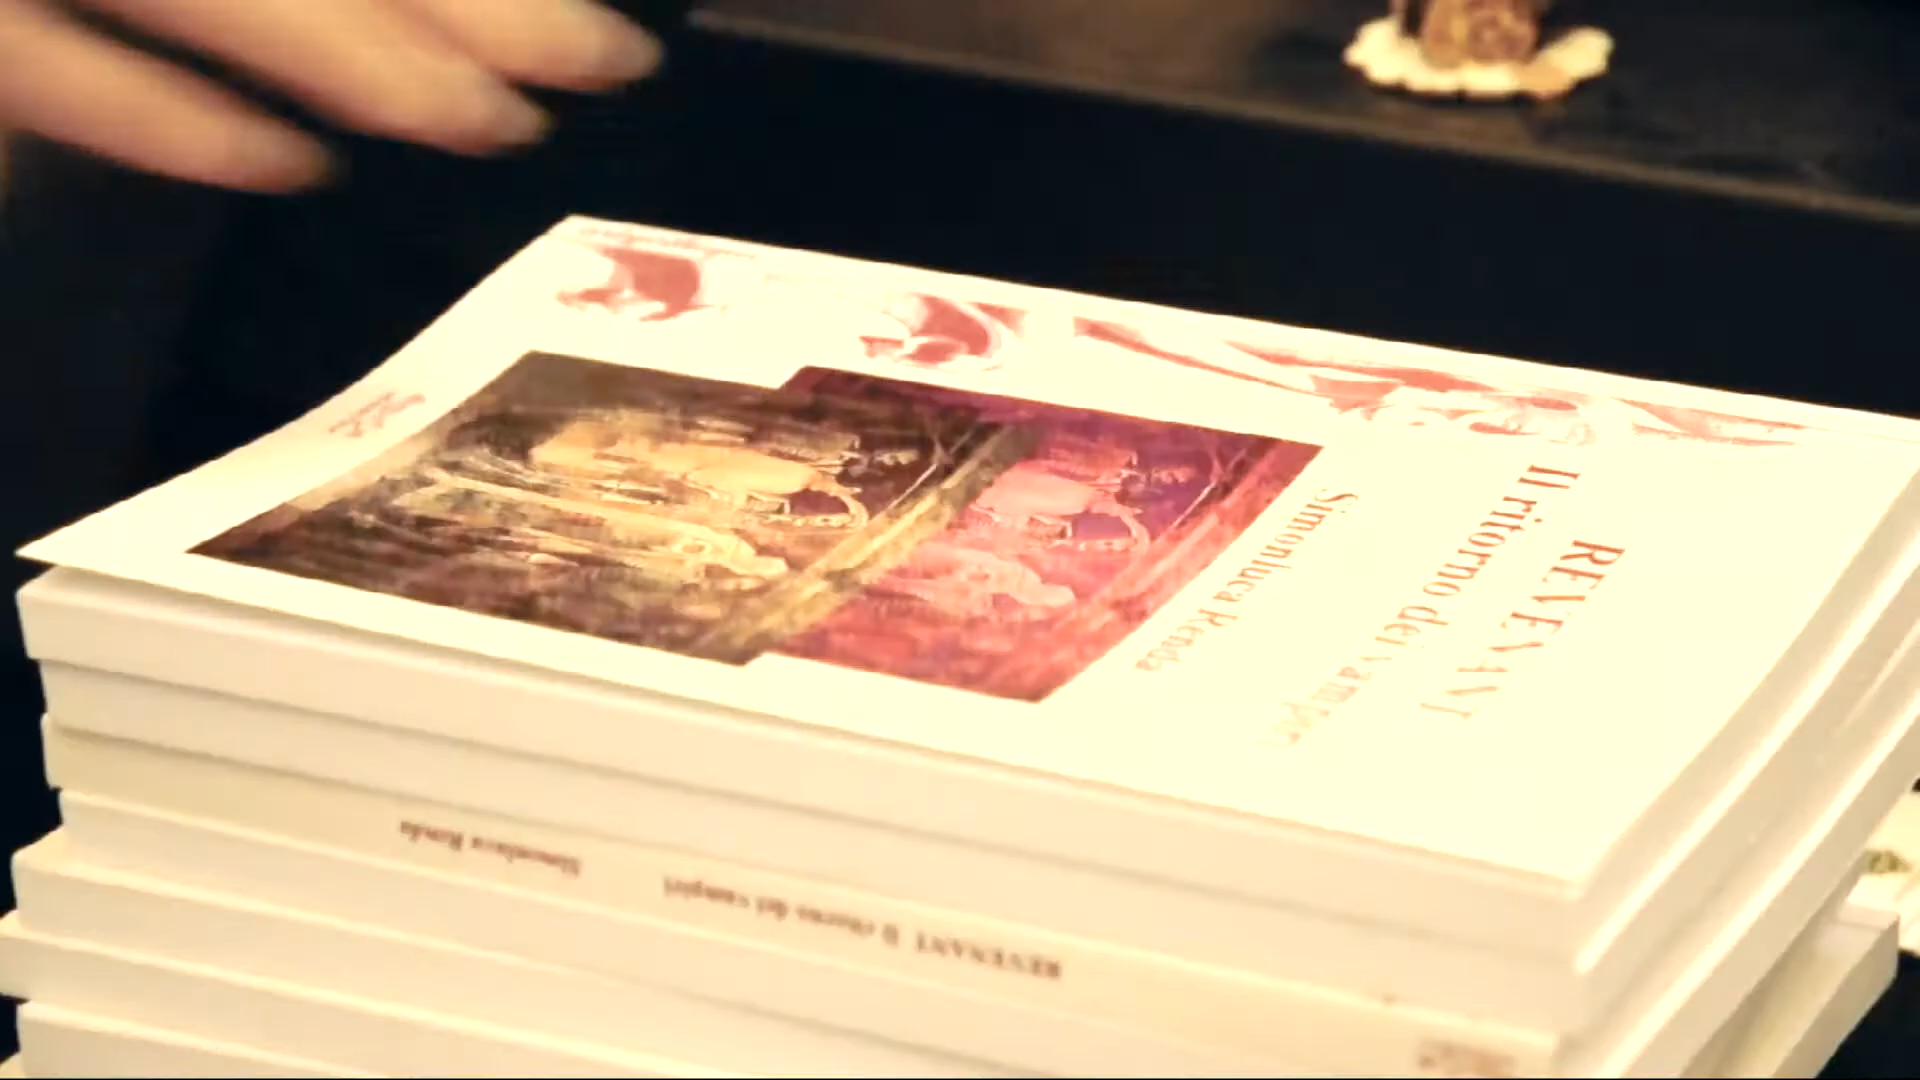 REVENANT
Il ritorno dei vampiri
Simonluca Renda
REVENANT Il ritorno dei vampiri Simonluca Renda